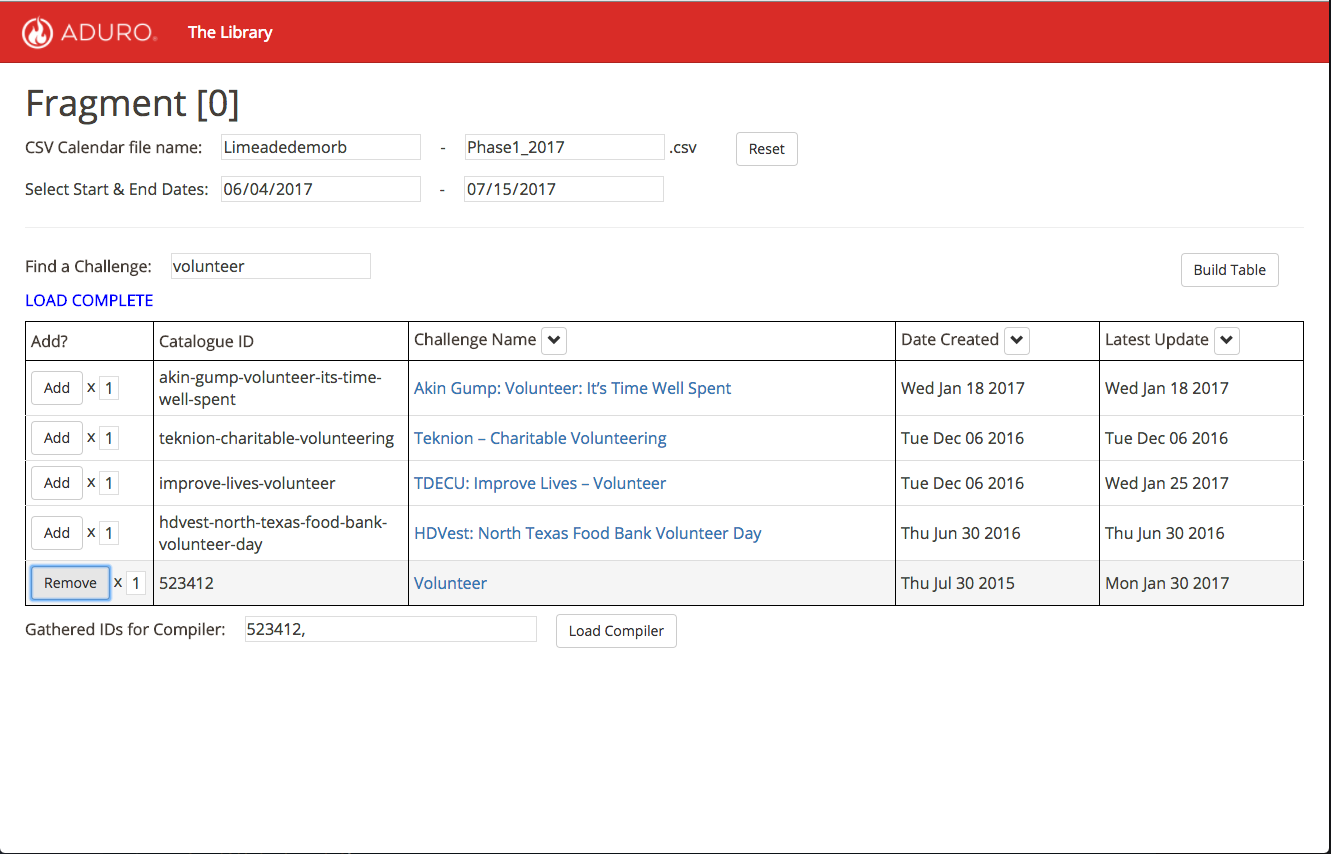 ADURO. The Library
Fragment [0]
CSV Calendar file name: Limeadedemorb - Phase1_2017 .csv Reset
Select Start & End Dates: 06/04/2017 - 07/15/2017
Find a Challenge: volunteer Build Table
LOAD COMPLETE
Add? Catalogue ID Challenge Name Date Created Latest Update
Add x 1 akin-gump-volunteer-its-time-
well-spent Akin Gump: Volunteer: It’s Time Well Spent Wed Jan 18 2017 Wed Jan 18 2017
Add x 1 teknion-charitable-volunteering Teknion – Charitable Volunteering Tue Dec 06 2016 Tue Dec 06 2016
Add x 1 improve-lives-volunteer TDECU: Improve Lives – Volunteer Tue Dec 06 2016 Wed Jan 25 2017
Add x 1 hdvest-north-texas-food-bank-
volunteer-day HDVest: North Texas Food Bank Volunteer Day Thu Jun 30 2016 Thu Jun 30 2016
Remove x 1 523412 Volunteer Thu Jul 30 2015 Mon Jan 30 2017
Gathered IDs for Compiler: 523412, Load Compiler